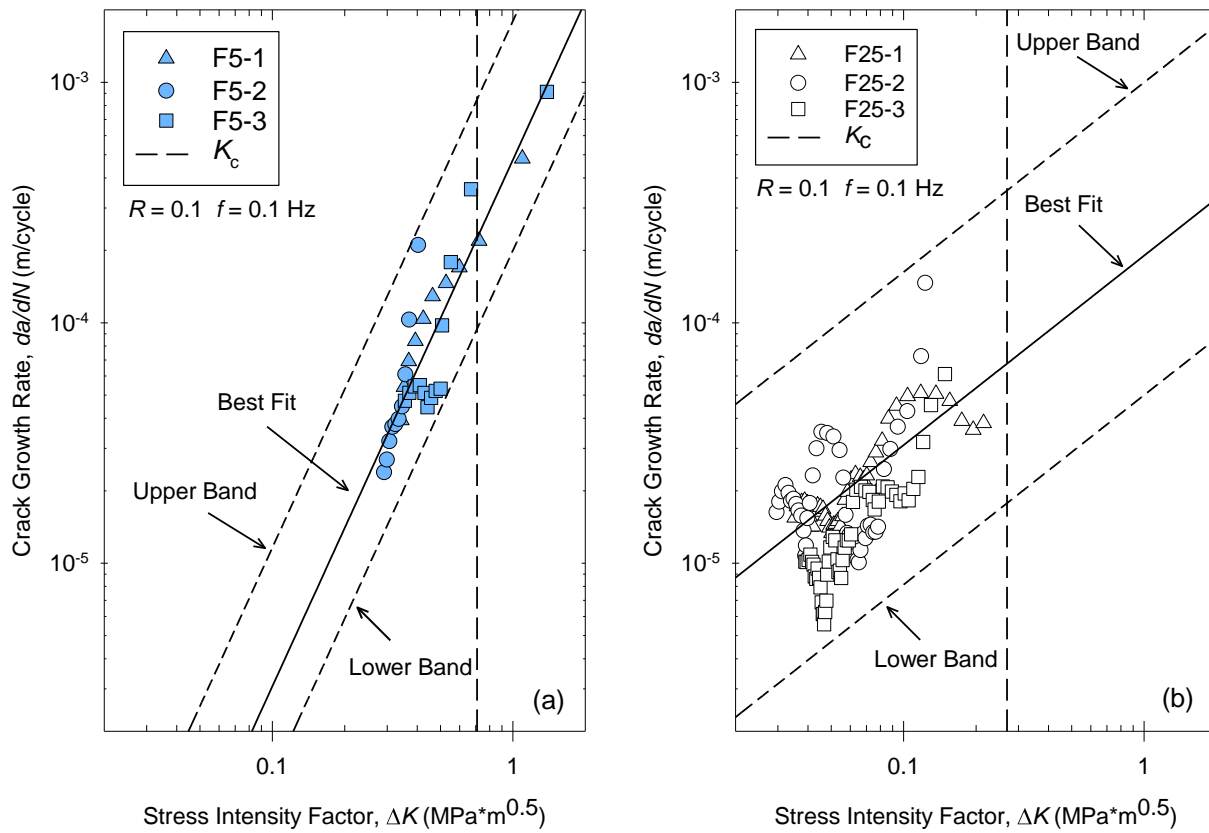 F5-1
F5-2
F5-3
Kc
R = 0.1 f = 0.1 Hz
Best Fit
Upper Band
Lower Band
(a)
10-3
10-4
10-5
Crack Growth Rate, da/dN (m/cycle)
0.1
1
Stress Intensity Factor, ΔK (MPa*m0.5)
F25-1
F25-2
F25-3
Kc
R = 0.1 f = 0.1 Hz
Upper Band
Best Fit
Lower Band
(b)
10-3
10-4
10-5
Crack Growth Rate, da/dN (m/cycle)
0.1
1
Stress Intensity Factor, ΔK (MPa*m0.5)